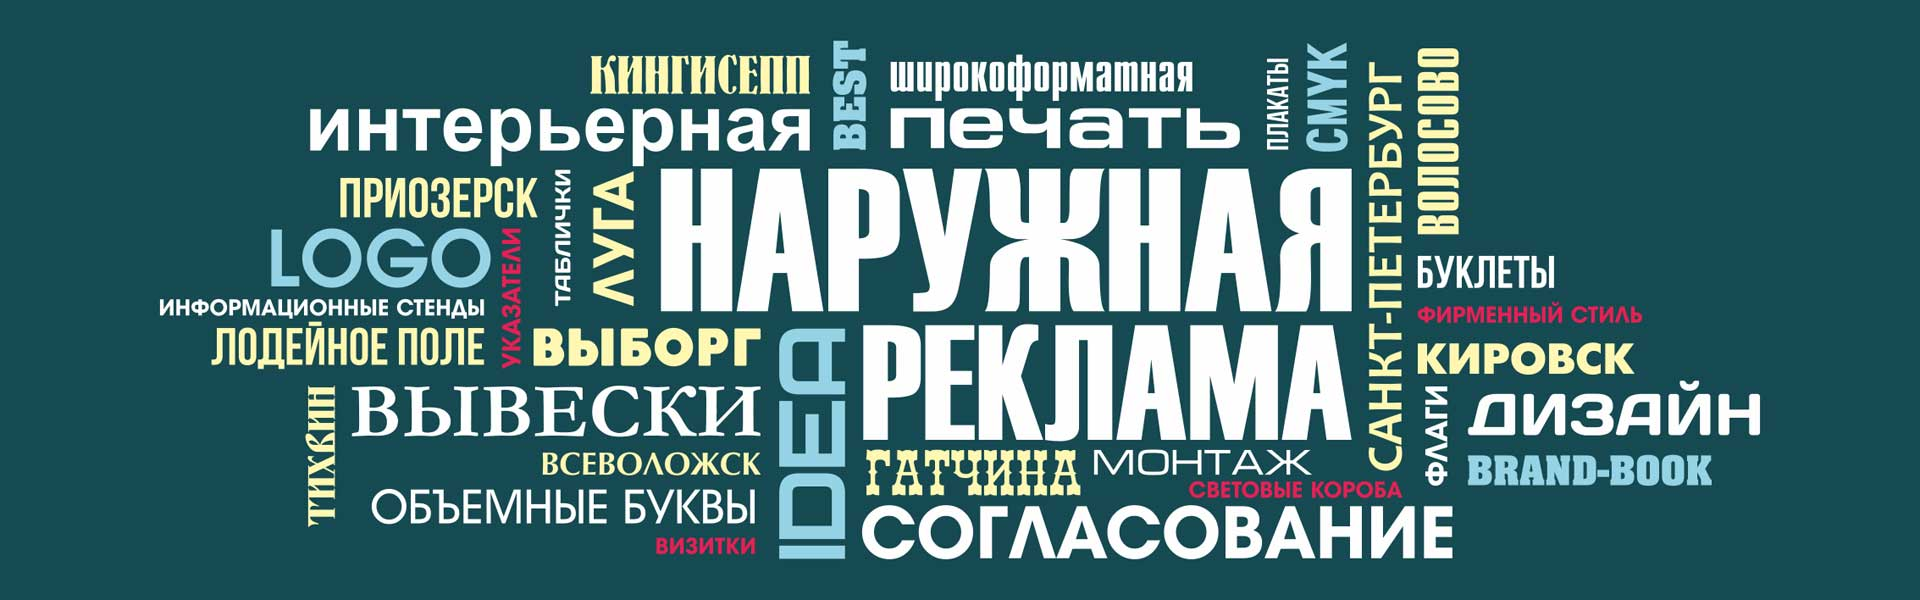 КИНГИСЕПП
интерьерная
BEST
широкоформатная
печать
ПЛАКАТЫ
CMYK
САНКТ-ПЕТЕРБУРГ
ВОЛОСОВО
ПРИОЗЕРСК
ТАБЛИЧКИ
ЛУГА
НАРУЖНАЯ
РЕКЛАМА
LOGO
УКАЗАТЕЛИ
ИНФОРМАЦИОННЫЕ СТЕНДЫ
ЛОДЕЙНОЕ ПОЛЕ
ВЫБОРГ
IDEA
БУКЛЕТЫ
ФИРМЕННЫЙ СТИЛЬ
КИРОВСК
ТИХВИН
ВЫВЕСКИ
ФЛАГИ
ДИЗАЙН
BRAND-BOOK
ВСЕВОЛОЖСК
ГАТЧИНА
МОНТАЖ
СВЕТОВЫЕ КОРОБА
ОБЪЕМНЫЕ БУКВЫ
СОГЛАСОВАНИЕ
ВИЗИТКИ